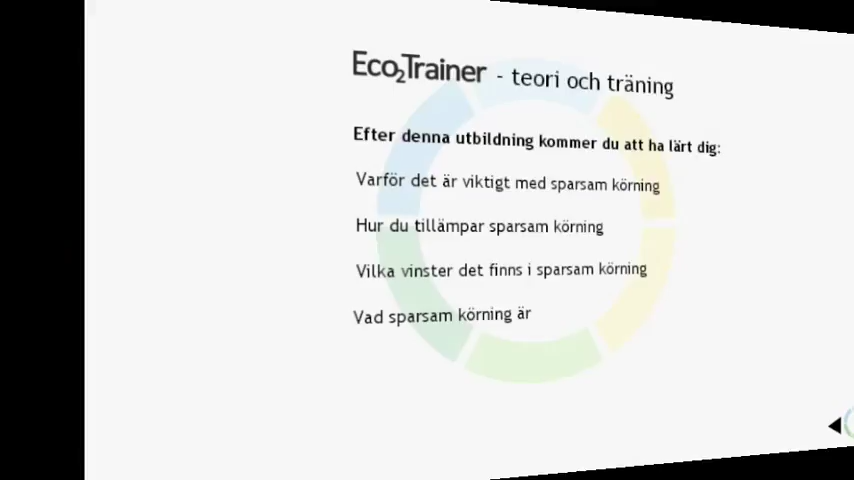 Eco2Trainer - teori och träning
Efter denna utbildning kommer du att ha lärt dig:
Varför det är viktigt med sparsam körning
Hur du tillämpar sparsam körning
Vilka vinster det finns i sparsam körning
Vad sparsam körning är